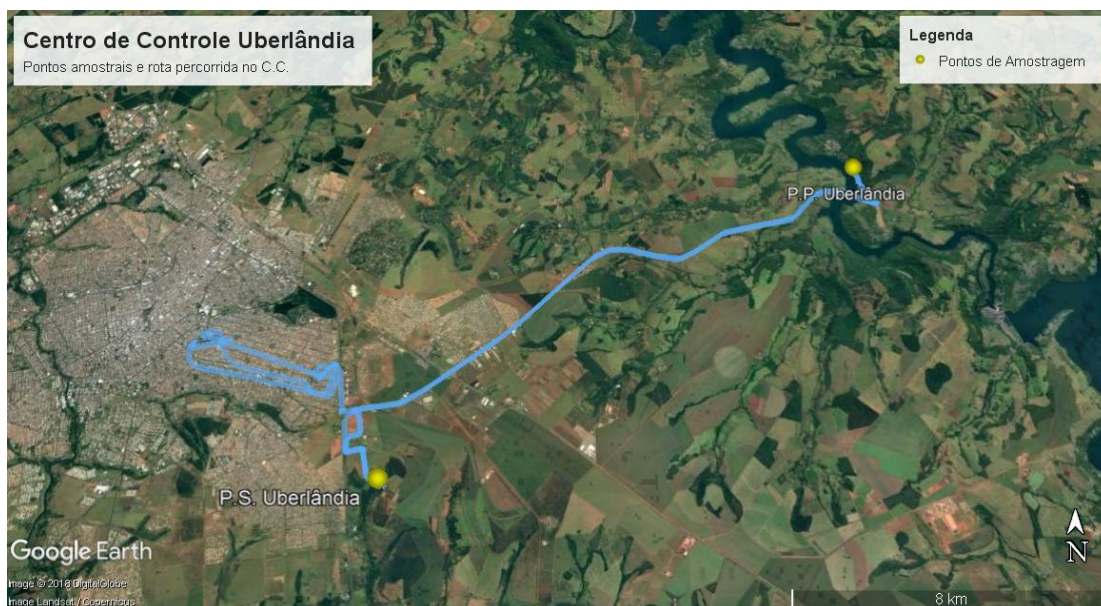 Centro de Controle Uberlândia
Pontos amostrais e rota percorrida no C.C.
Legenda
Pontos de Amostragem
P.P. Uberlândia
P.S. Uberlândia
Google Earth
Image © 2018 DigitalGlobe
Image Landsat / Copernicus
8 km
N